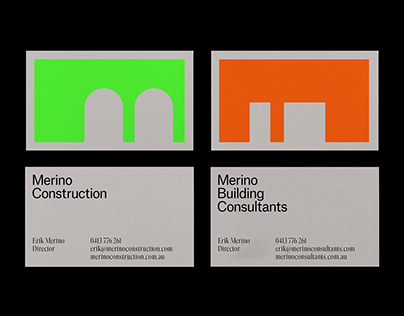 Merino
Construction
Erik Merino
Director
0413 776 261
erik@merinoconstruction.com
merinoconstruction.com.au
Merino
Building
Consultants
Erik Merino
Director
0413 776 261
erik@merinoconsultants.com
merinoconsultants.com.au